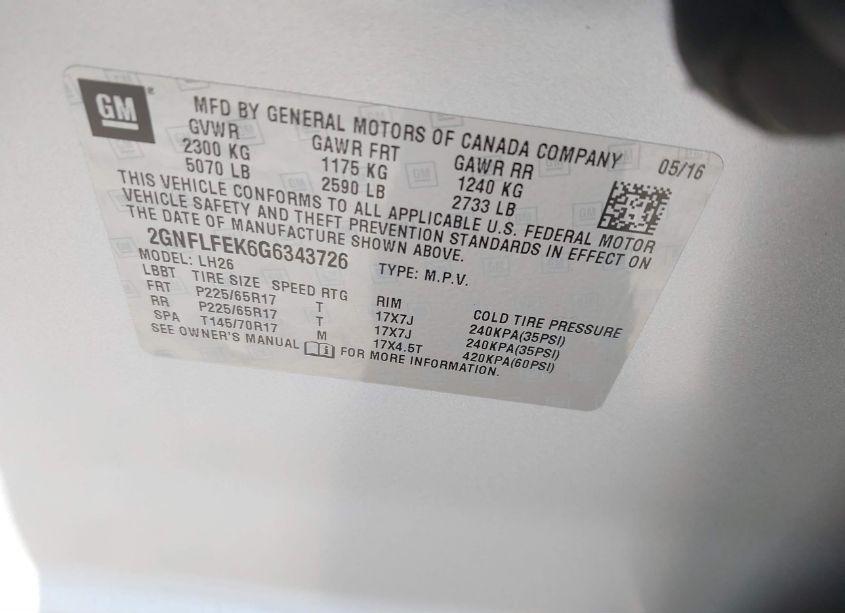 GM
MFD BY GENERAL MOTORS OF CANADA COMPANY 05/16
GVWR GAWR FRT GAWR RR
2300 KG 1175 KG 1240 KG
5070 LB 2590 LB 2733 LB
THIS VEHICLE CONFORMS TO ALL APPLICABLE U.S. FEDERAL MOTOR
VEHICLE SAFETY AND THEFT PREVENTION STANDARDS IN EFFECT ON
THE DATE OF MANUFACTURE SHOWN ABOVE.
2GNFLFEK6G6343726 TYPE: M.P.V.
MODEL: LH26
LBBT TIRE SIZE SPEED RTG RIM COLD TIRE PRESSURE
FRT P225/65R17 T 17X7J 240KPA(35PSI)
RR P225/65R17 T 17X7J 240KPA(35PSI)
SPA T145/70R17 M 17X4.5T 420KPA(60PSI)
SEE OWNER'S MANUAL FOR MORE INFORMATION.